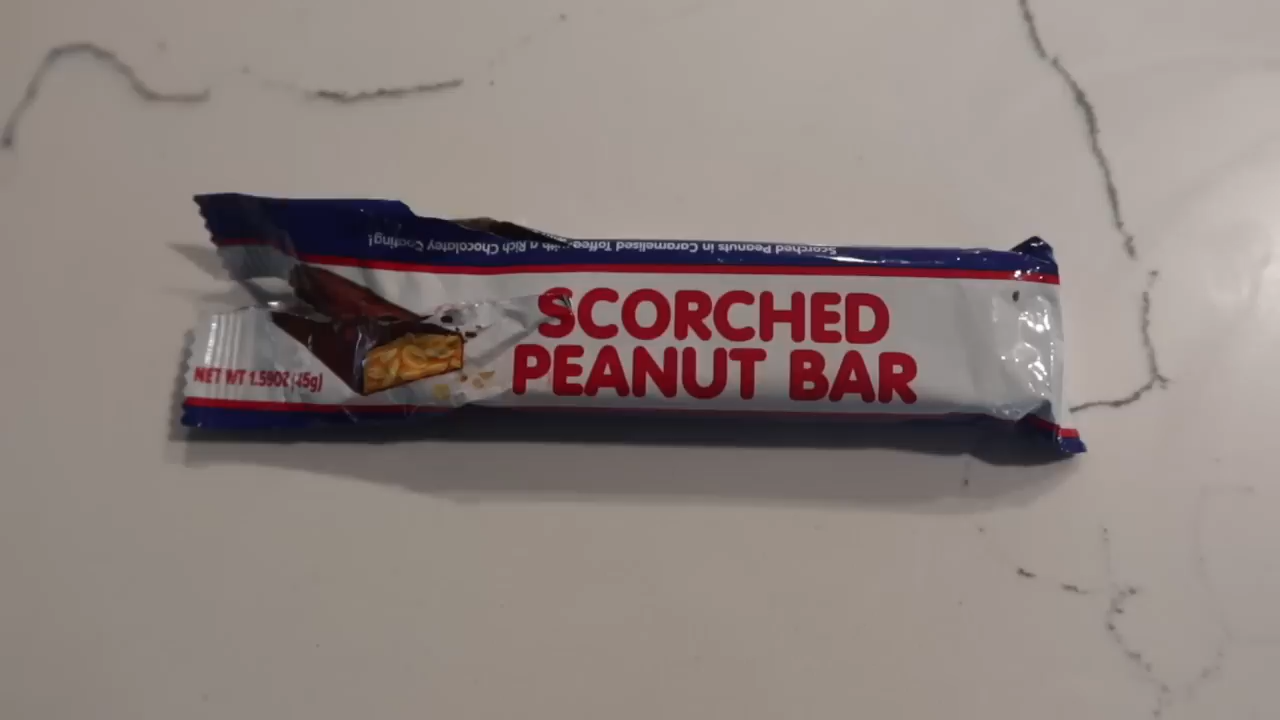 Scorched Peanuts in Caramelised Toffee with a Rich Chocolatey Coating!
SCORCHED
PEANUT BAR
NET WT 1.59OZ (45g)